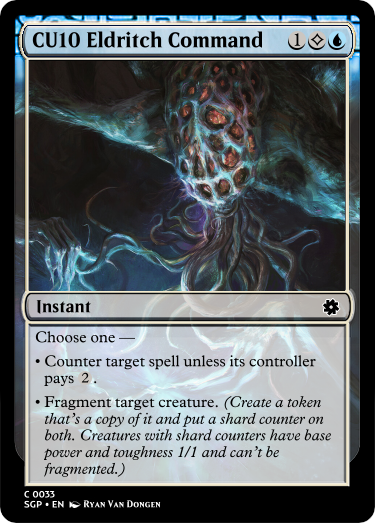 CU10 Eldritch Command 1
Instant
Choose one —
• Counter target spell unless its controller
pays 2 .
• Fragment target creature. (Create a token
that's a copy of it and put a shard counter on
both. Creatures with shard counters have base
power and toughness 1/1 and can't be
fragmented.)
C 0033
SGP • EN Ryan Van Dongen